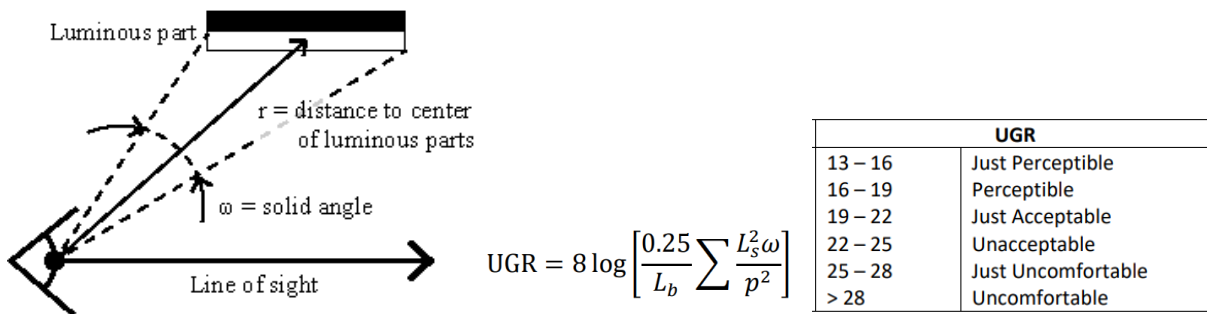 Luminous part
r = distance to center
of luminous parts
ω = solid angle
Line of sight
UGR = 8 log [ 0.25 / L_b ∑ L_s^2 ω / p^2 ]
UGR
13 – 16 Just Perceptible
16 – 19 Perceptible
19 – 22 Just Acceptable
22 – 25 Unacceptable
25 – 28 Just Uncomfortable
> 28 Uncomfortable